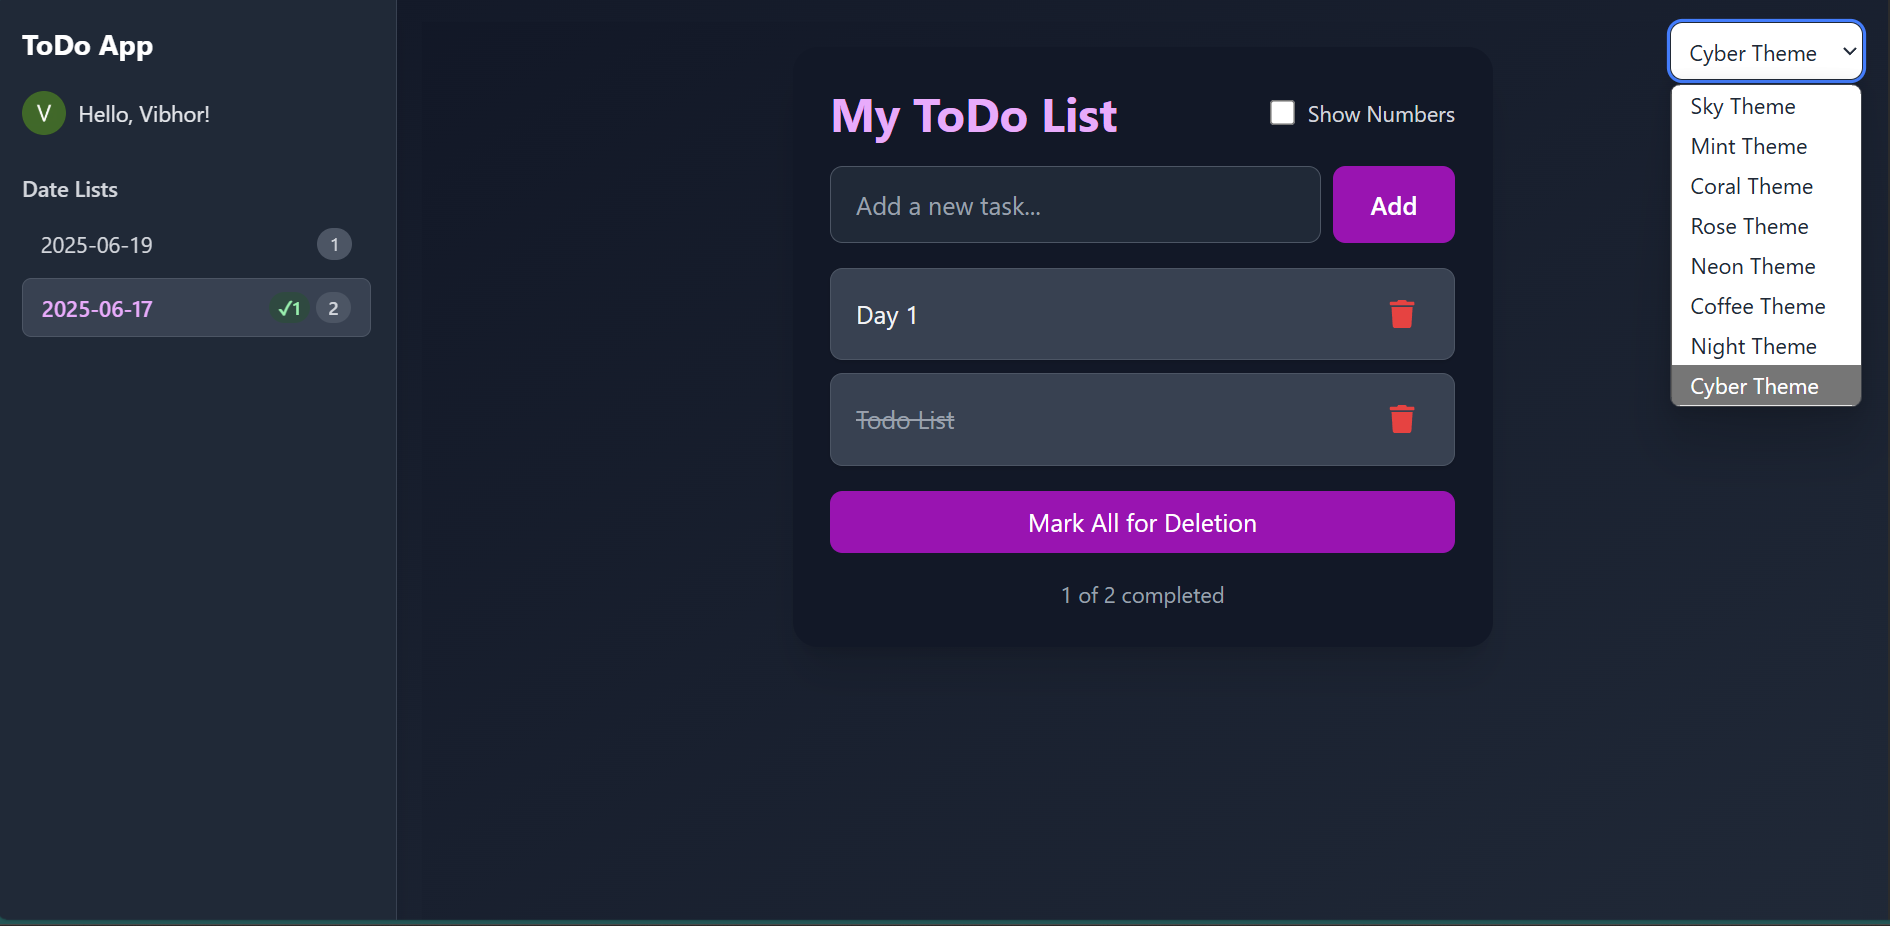 ToDo App
V Hello, Vibhor!
Date Lists
2025-06-19 1
2025-06-17 ✓1 2
My ToDo List
Show Numbers
Add a new task...
Add
Day 1
Todo List
Mark All for Deletion
1 of 2 completed
Cyber Theme
Sky Theme
Mint Theme
Coral Theme
Rose Theme
Neon Theme
Coffee Theme
Night Theme
Cyber Theme